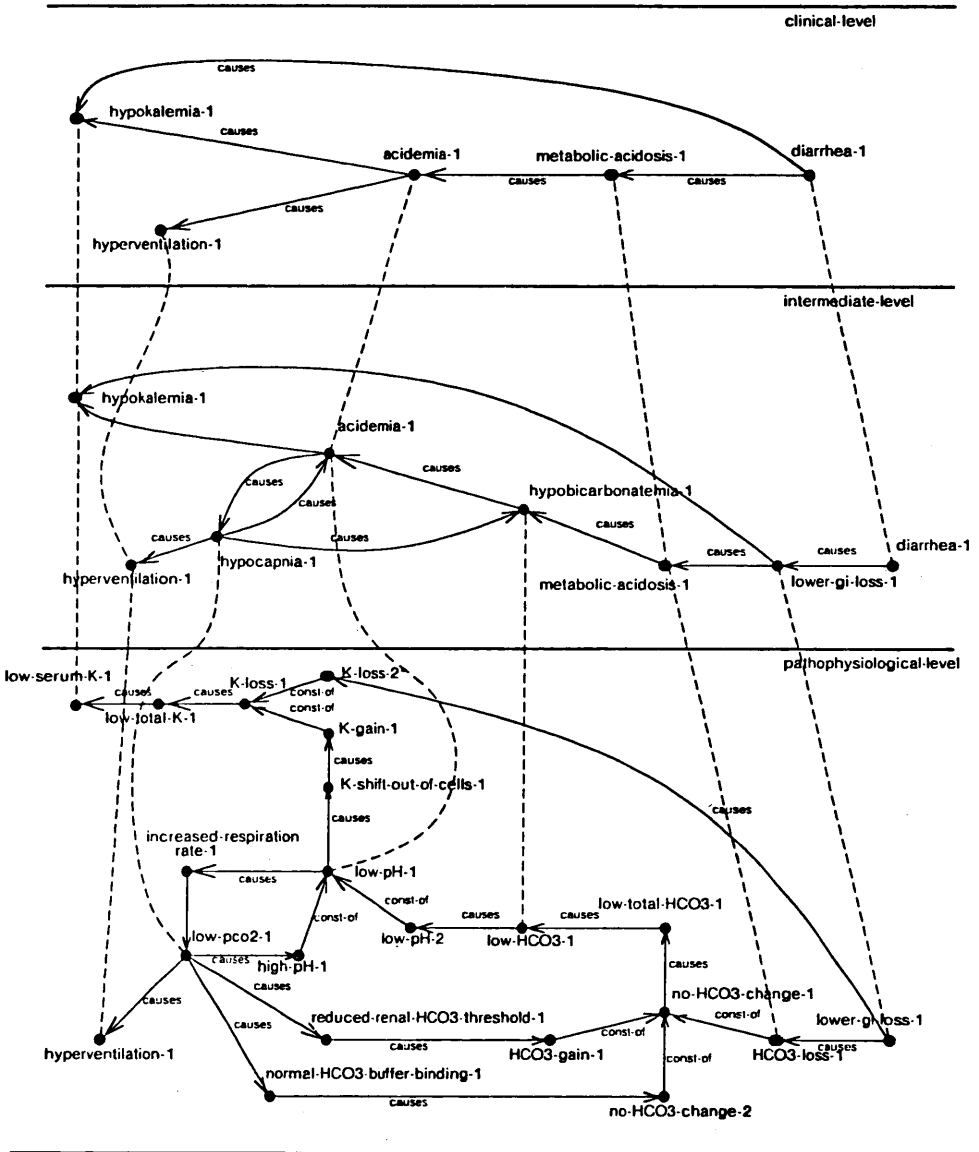 clinical-level
causes
hypokalemia-1
causes
acidemia-1
metabolic-acidosis-1
diarrhea-1
causes
causes
causes
hyperventilation-1
intermediate-level
hypokalemia-1
acidemia-1
causes
causes
causes
hypobicarbonatemia-1
causes
causes
causes
causes
causes
diarrhea-1
hypocapnia-1
hyperventilation-1
metabolic-acidosis-1
lower-gi-loss-1
pathophysiological-level
low-serum-K-1
K-loss-1
K-loss-2
causes
causes
const-of
const-of
low-total-K-1
K-gain-1
causes
K-shift-out-of-cells-1
causes
causes
increased-respiration
rate-1
causes
low-pH-1
const-of
low-total-HCO3-1
const-of
causes
causes
low-pco2-1
low-pH-2
low-HCO3-1
causes
high-pH-1
causes
causes
no-HCO3-change-1
causes
causes
reduced-renal-HCO3-threshold-1
const-of
const-of
lower-gi-loss-1
hyperventilation-1
causes
HCO3-gain-1
HCO3-loss-1
causes
const-of
normal-HCO3-buffer-binding-1
causes
no-HCO3-change-2